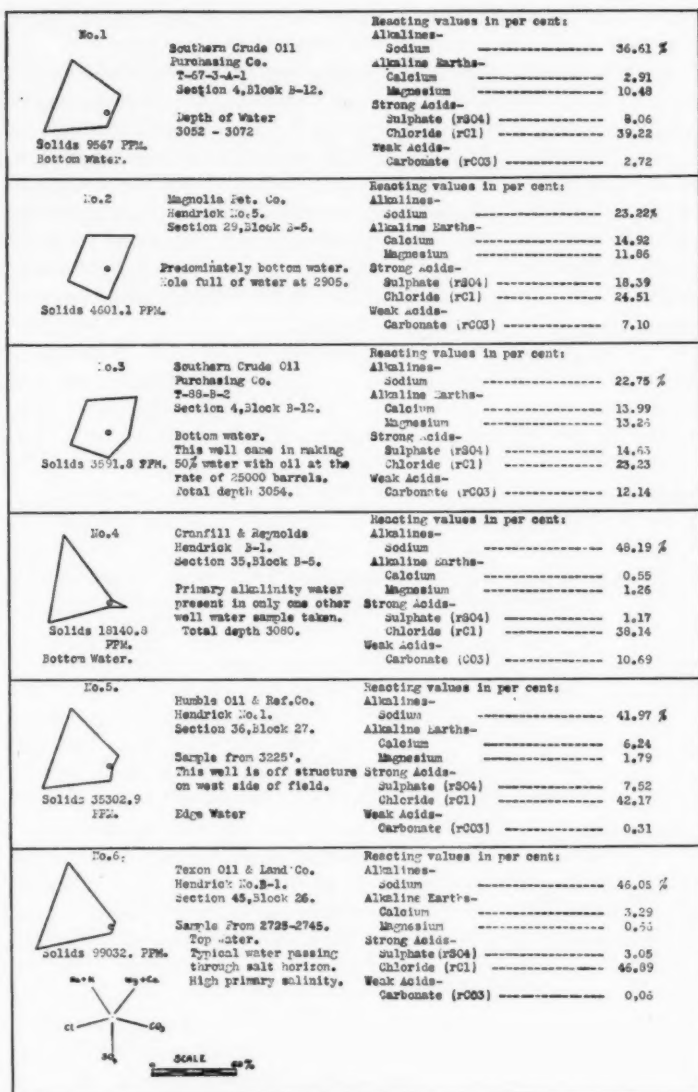 No.1
Solids 9567 PPM.
Bottom Water.
Southern Crude Oil
Purchasing Co.
T-67-3-A-1
Section 4,Block B-12.
Depth of Water
3052 - 3072
Reacting values in per cent:
Alkalines-
Sodium ---------------- 36.61 %
Alkaline Earths-
Calcium ---------------- 2.91
Magnesium ---------------- 10.48
Strong Acids-
Sulphate (rSO4) ---------------- 8.06
Chloride (rCl) ---------------- 39.22
Weak Acids-
Carbonate (rCO3) ---------------- 2.72
No.2
Solids 4601.1 PPM.
Magnolia Pet. Co.
Hendrick No.5.
Section 29,Block B-5.
Predominately bottom water.
Hole full of water at 2905.
Reacting values in per cent:
Alkalines-
Sodium ---------------- 23.22%
Alkaline Earths-
Calcium ---------------- 14.92
Magnesium ---------------- 11.86
Strong Acids-
Sulphate (rSO4) ---------------- 18.39
Chloride (rCl) ---------------- 24.51
Weak Acids-
Carbonate (rCO3) ---------------- 7.10
No.3
Solids 3591.8 PPM.
Southern Crude Oil
Purchasing Co.
T-88-B-2
Section 4,Block B-12.
Bottom water.
This well came in making
50% water with oil at the
rate of 25000 barrels.
Total depth 3054.
Reacting values in per cent:
Alkalines-
Sodium ---------------- 22.75 %
Alkaline Earths-
Calcium ---------------- 13.99
Magnesium ---------------- 13.26
Strong Acids-
Sulphate (rSO4) ---------------- 14.63
Chloride (rCl) ---------------- 23.23
Weak Acids-
Carbonate (rCO3) ---------------- 12.14
No.4
Solids 18140.8
PPM.
Bottom Water.
Cranfill & Reynolds
Hendrick B-1.
Section 35,Block B-5.
Primary alkalinity water
present in only one other
well water sample taken.
Total depth 3080.
Reacting values in per cent:
Alkalines-
Sodium ---------------- 48.19 %
Alkaline Earths-
Calcium ---------------- 0.55
Magnesium ---------------- 1.26
Strong Acids-
Sulphate (rSO4) ---------------- 1.17
Chloride (rCl) ---------------- 38.14
Weak Acids-
Carbonate (CO3) ---------------- 10.69
No.5.
Solids 35302.9
PPM.
Humble Oil & Ref.Co.
Hendrick No.1.
Section 36,Block 27.
Sample from 3225'.
This well is off structure
on west side of field.
Edge Water
Reacting values in per cent:
Alkalines-
Sodium ---------------- 41.97 %
Alkaline Earths-
Calcium ---------------- 6.24
Magnesium ---------------- 1.79
Strong Acids-
Sulphate (rSO4) ---------------- 7.52
Chloride (rCl) ---------------- 42.17
Weak Acids-
Carbonate (rCO3) ---------------- 0.31
No.6.
Solids 99032. PPM.
Texon Oil & Land Co.
Hendrick No.B-1.
Section 45,Block 26.
Sample From 2725-2745.
Top water.
Typical water passing
through salt horizon.
High primary salinity.
Reacting values in per cent:
Alkalines-
Sodium ---------------- 46.05 %
Alkaline Earths-
Calcium ---------------- 3.29
Magnesium ----------------
Strong Acids-
Sulphate(rSO4) ---------------- 3.05
Chloride (rCl) ---------------- 46.89
Weak Acids-
Carbonate (rCO3) ---------------- 0.06
Na+K
Mg+Ca
Cl
CO3
SO4
SCALE